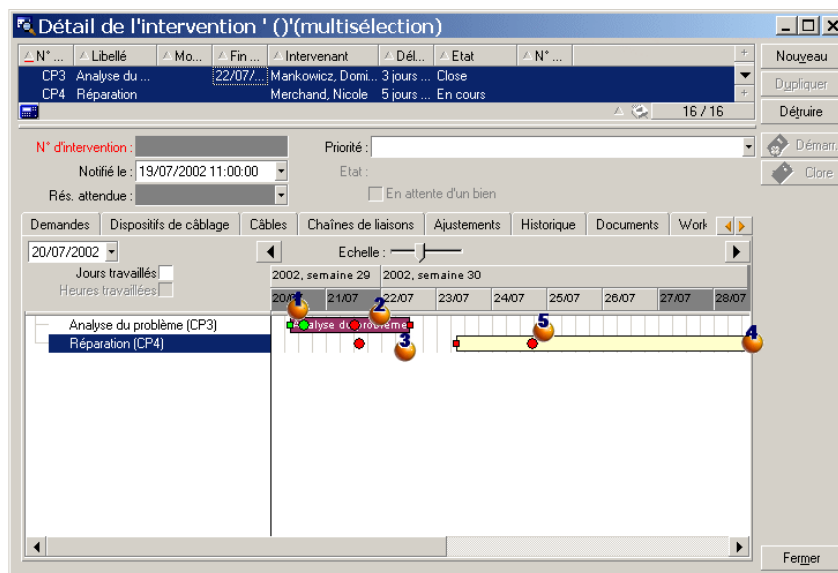 Détail de l'intervention ' ()'(multisélection)
N° ... Libellé Mo... Fin ... Intervenant Dél... Etat N° ...
CP3 Analyse du ... 22/07/... Mankowicz, Domi... 3 jours ... Close
CP4 Réparation Merchand, Nicole 5 jours ... En cours
16 / 16
Nouveau
Dupliquer
Détruire
Démarr.
Clore
N° d'intervention :
Priorité :
Notifié le : 19/07/2002 11:00:00
Etat :
Rés. attendue :
En attente d'un bien
Demandes Dispositifs de câblage Câbles Chaînes de liaisons Ajustements Historique Documents Work
20/07/2002
Echelle :
Jours travaillés
Heures travaillées
2002, semaine 29 2002, semaine 30
20/07 21/07 22/07 23/07 24/07 25/07 26/07 27/07 28/07
1
2
Analyse du problème (CP3)
Analyse du problème
5
Réparation (CP4)
3
4
Fermer